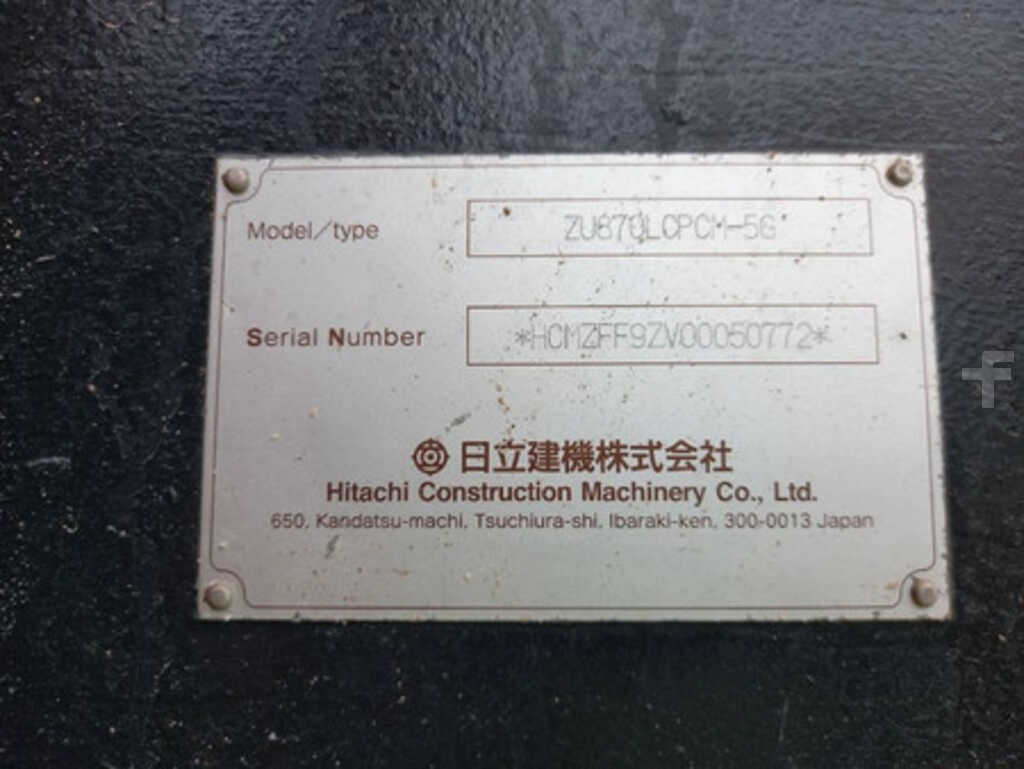 Model/type ZU870LCPCM-5G
Serial Number *HCMZFF9ZV00050772*
日立建機株式会社
Hitachi Construction Machinery Co., Ltd.
650, Kandatsu-machi, Tsuchiura-shi, Ibaraki-ken, 300-0013 Japan